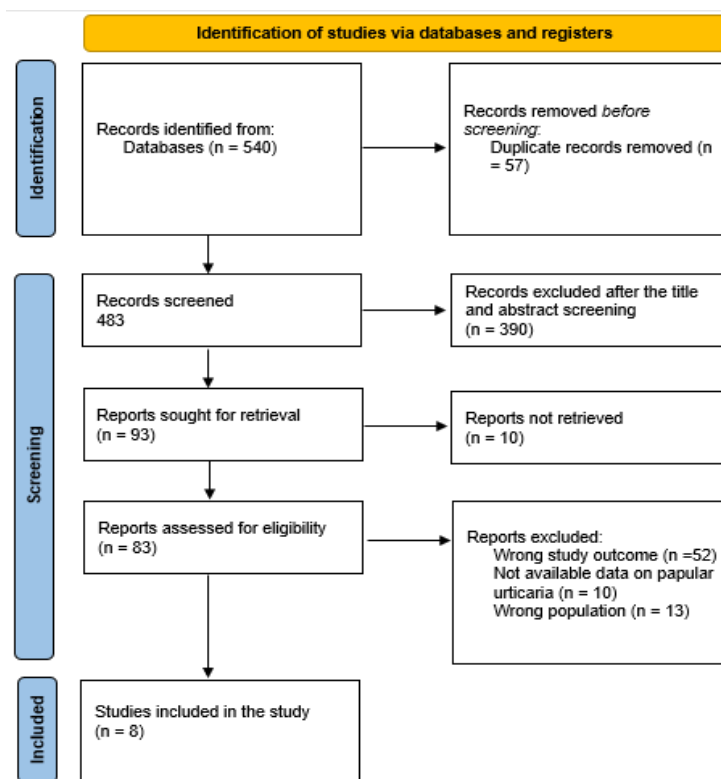 Identification of studies via databases and registers
Identification
Records identified from:
Databases (n = 540)
Records removed before
screening:
Duplicate records removed (n
= 57)
Screening
Records screened
483
Records excluded after the title
and abstract screening
(n = 390)
Reports sought for retrieval
(n = 93)
Reports not retrieved
(n = 10)
Reports assessed for eligibility
(n = 83)
Reports excluded:
Wrong study outcome (n =52)
Not available data on papular
urticaria (n = 10)
Wrong population (n = 13)
Included
Studies included in the study
(n = 8)